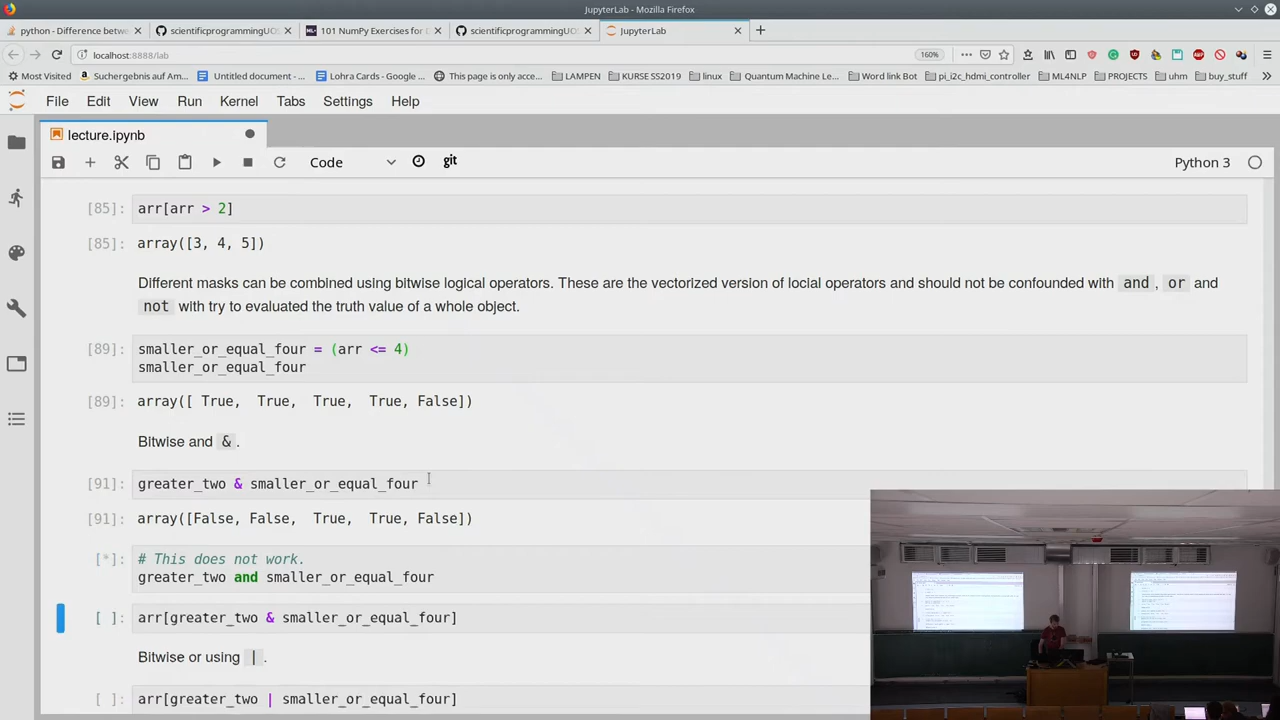 JupyterLab - Mozilla Firefox
python - Difference betwe
scientificprogrammingUO
101 NumPy Exercises for D
scientificprogrammingUOS
JupyterLab
localhost:8888/lab
160%
Most Visited
Suchergebnis auf Am...
Untitled document - ...
Lohra Cards - Google ...
This page is only acce...
LAMPEN
KURSE SS2019
linux
Quantum Machine Le...
Word link Bot
pi_i2c_hdmi_controller
ML4NLP
PROJECTS
uhm
buy_stuff
File Edit View Run Kernel Tabs Settings Help
lecture.ipynb
Code
git
Python 3
[85]: arr[arr > 2]
[85]: array([3, 4, 5])
Different masks can be combined using bitwise logical operators. These are the vectorized version of locial operators and should not be confounded with and , or and
not with try to evaluated the truth value of a whole object.
[89]: smaller_or_equal_four = (arr <= 4)
smaller_or_equal_four
[89]: array([ True,  True,  True,  True, False])
Bitwise and & .
[91]: greater_two & smaller_or_equal_four
[91]: array([False, False,  True,  True, False])
[*]: # This does not work.
greater_two and smaller_or_equal_four
[ ]: arr[greater_two & smaller_or_equal_four]
Bitwise or using | .
[ ]: arr[greater_two | smaller_or_equal_four]